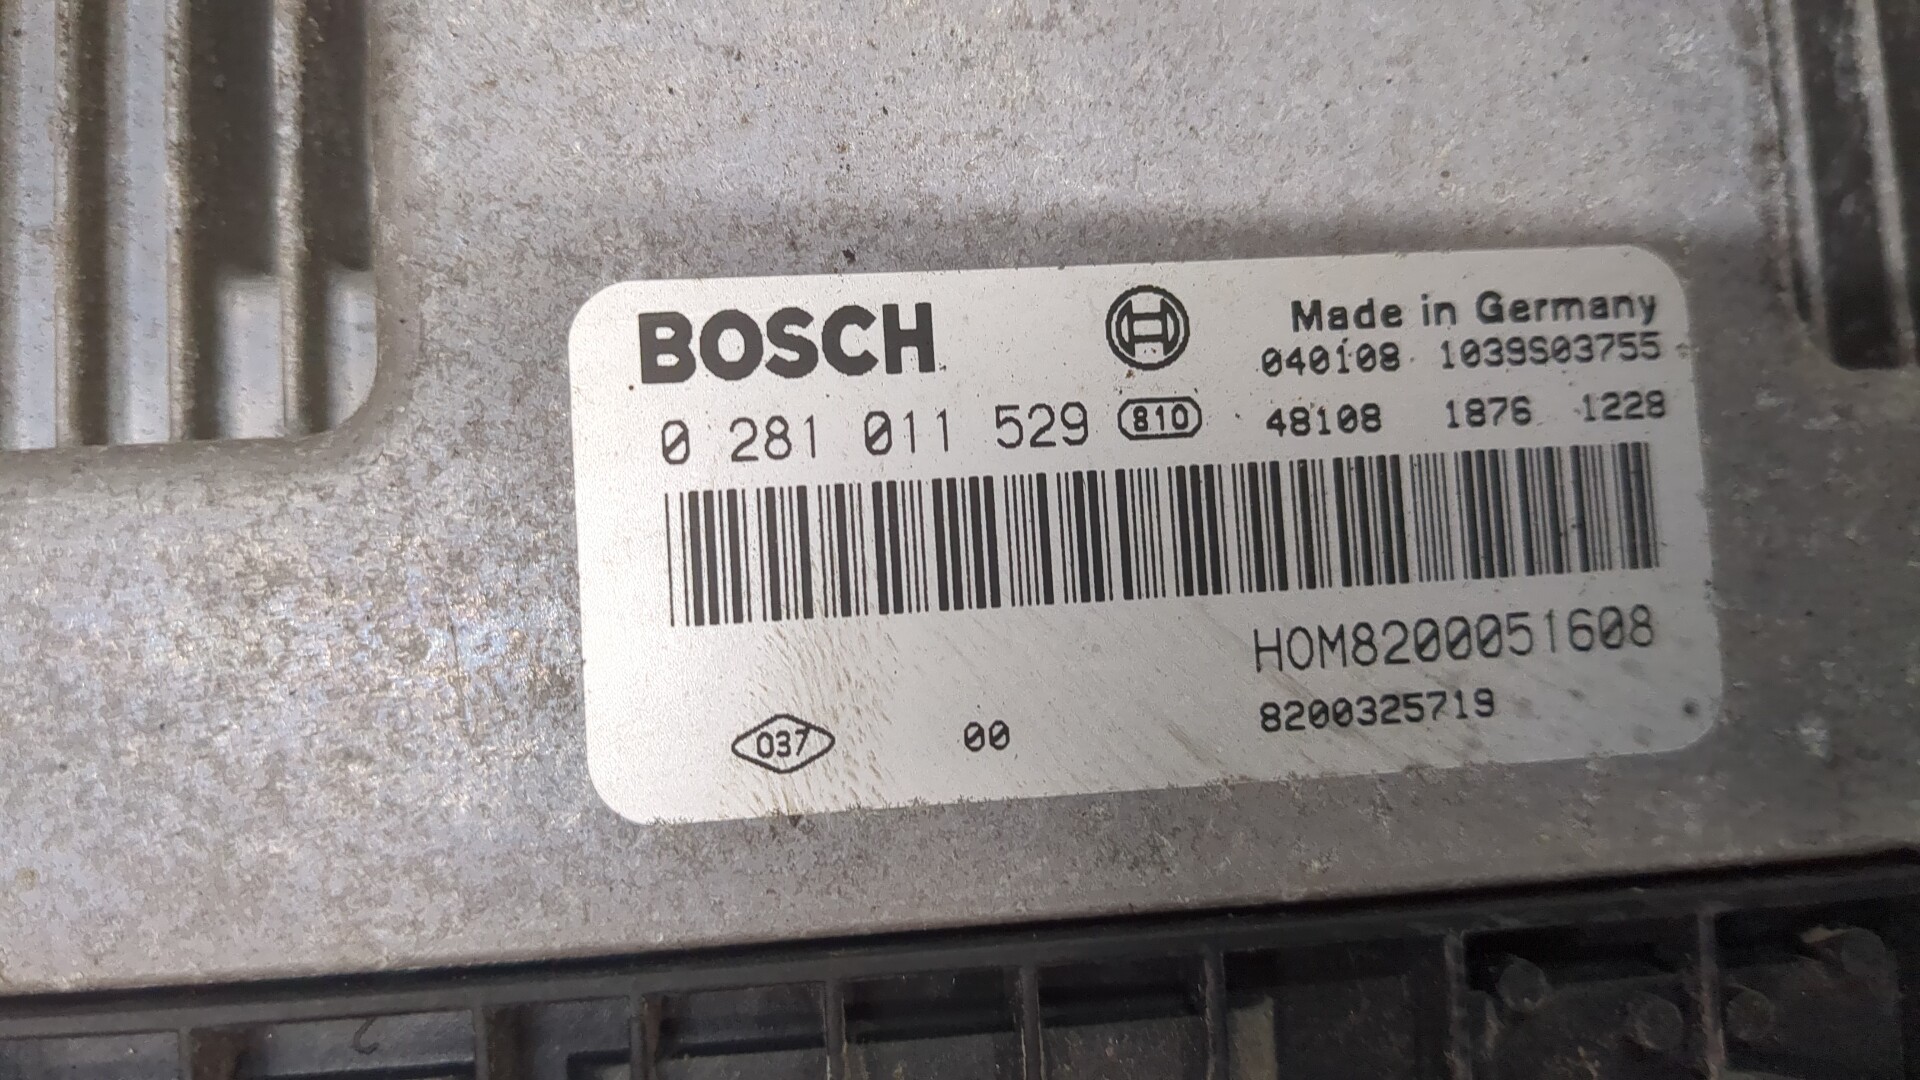 BOSCH
Made in Germany
040108 1039S03755
0 281 011 529 810 48108 1876 1228
HOM8200051608
037 00 8200325719